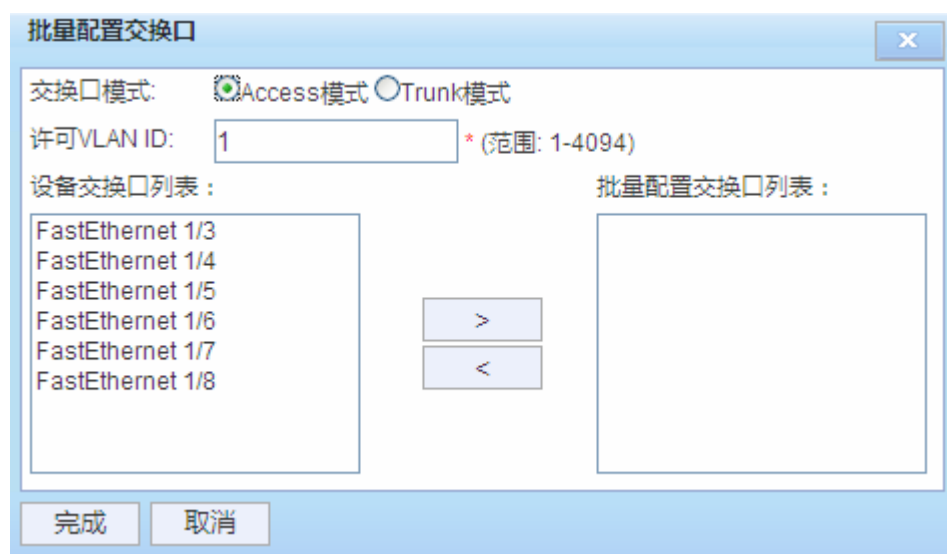 批量配置交换口
x
交换口模式: Access模式 Trunk模式
许可VLAN ID: 1 * (范围: 1-4094)
设备交换口列表： 批量配置交换口列表：
FastEthernet 1/3
FastEthernet 1/4
FastEthernet 1/5
FastEthernet 1/6
FastEthernet 1/7
FastEthernet 1/8
>
<
完成 取消